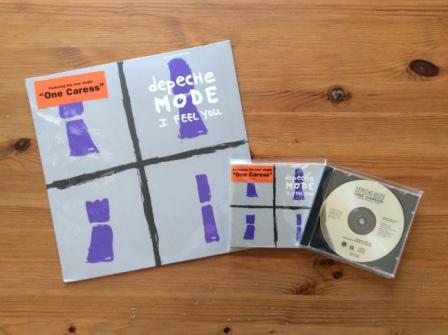 Featuring the new single
"One Caress"
depeche
MODE
I FEEL YOU
Featuring the new single
"One Caress"
depeche
MODE
I FEEL YOU
DEPECHE MODE
ONE CARESS